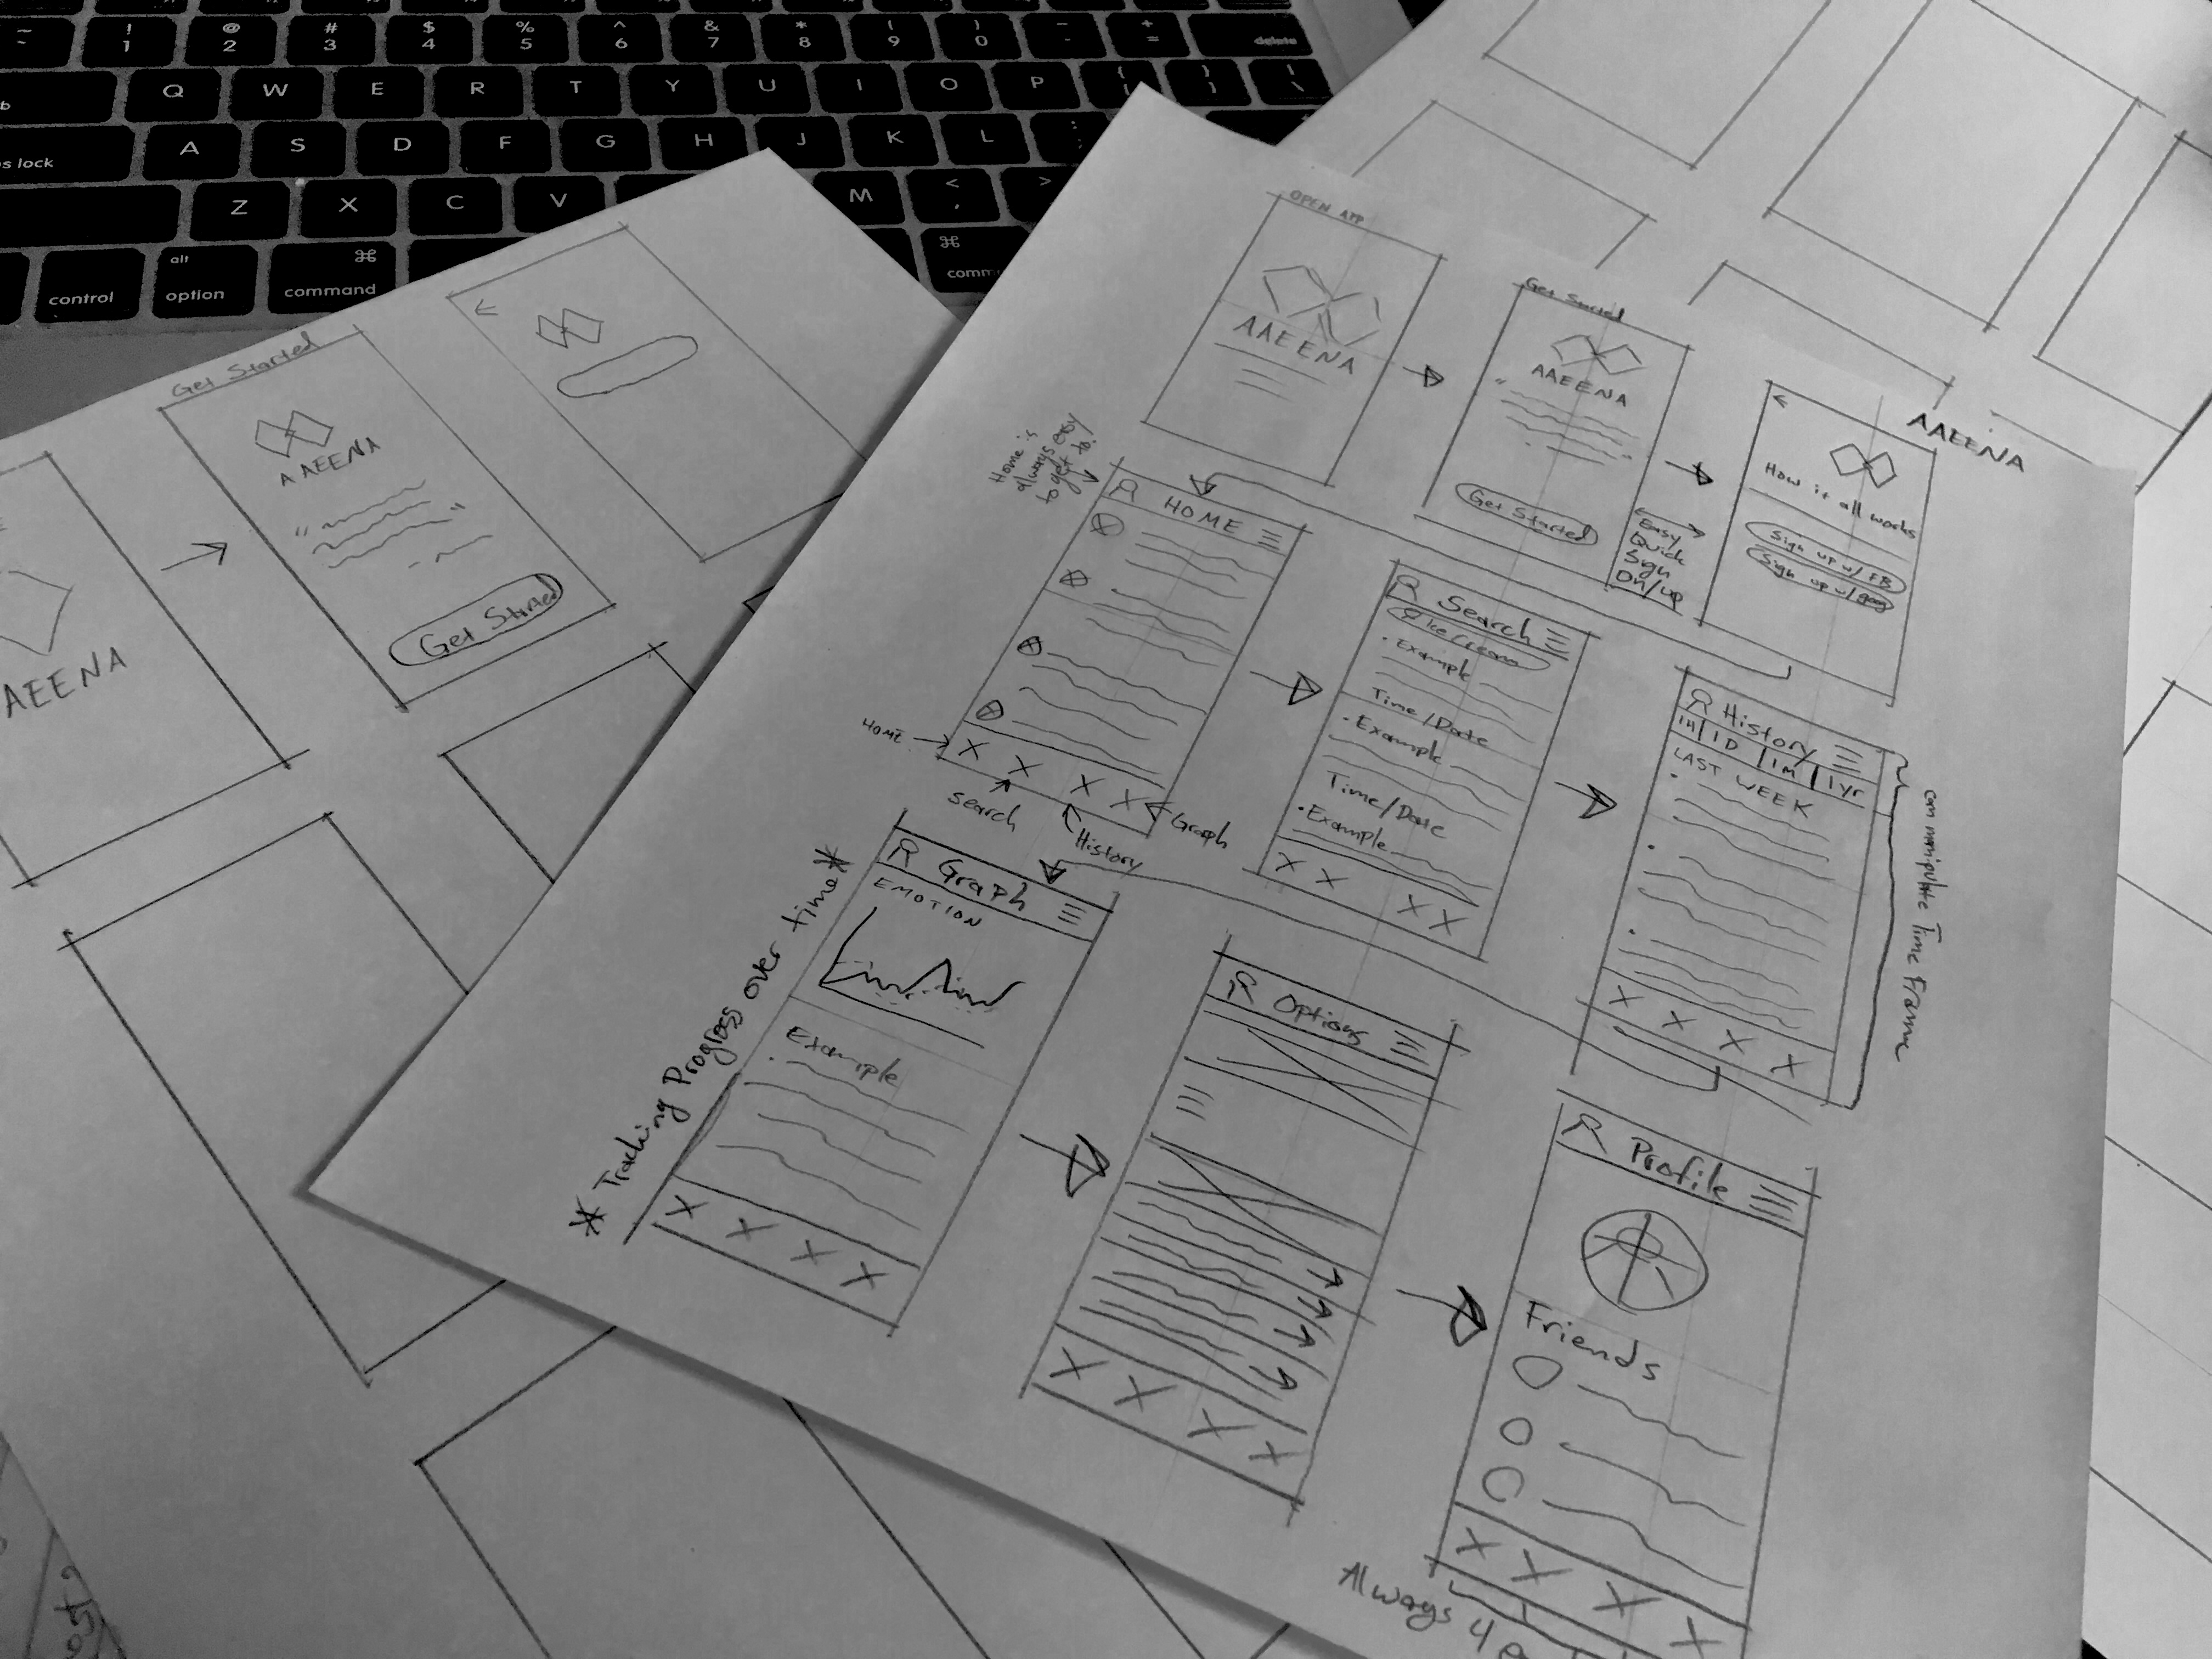 ~ ! @ # $ % ^ & * ( ) _ +
` 1 2 3 4 5 6 7 8 9 0 - = delete
b Q W E R T Y U I O P { }
s lock A S D F G H J K L : ;
Z X C V M < , >
control alt option ⌘ command ⌘ comm
Get Started
AAEENA
Get Started
AEENA
OPEN APP
AAEENA
Get Started
AAEENA
Get Started
Easy
Quick
Sign
On/up
AAEENA
How it all works
Sign up w/ FB
Sign up w/ goog
Home is
always easy
to get to.
HOME
HOME
Search
History
Graph
Search
Ice cream
Example
Time/Date
Example
Time/Date
Example
History
1H/1D/1M/1yr
LAST WEEK
can manipulate Time Frame
* Tracking Progress over time *
Graph
EMOTION
Example
Options
Profile
Friends
Always 4